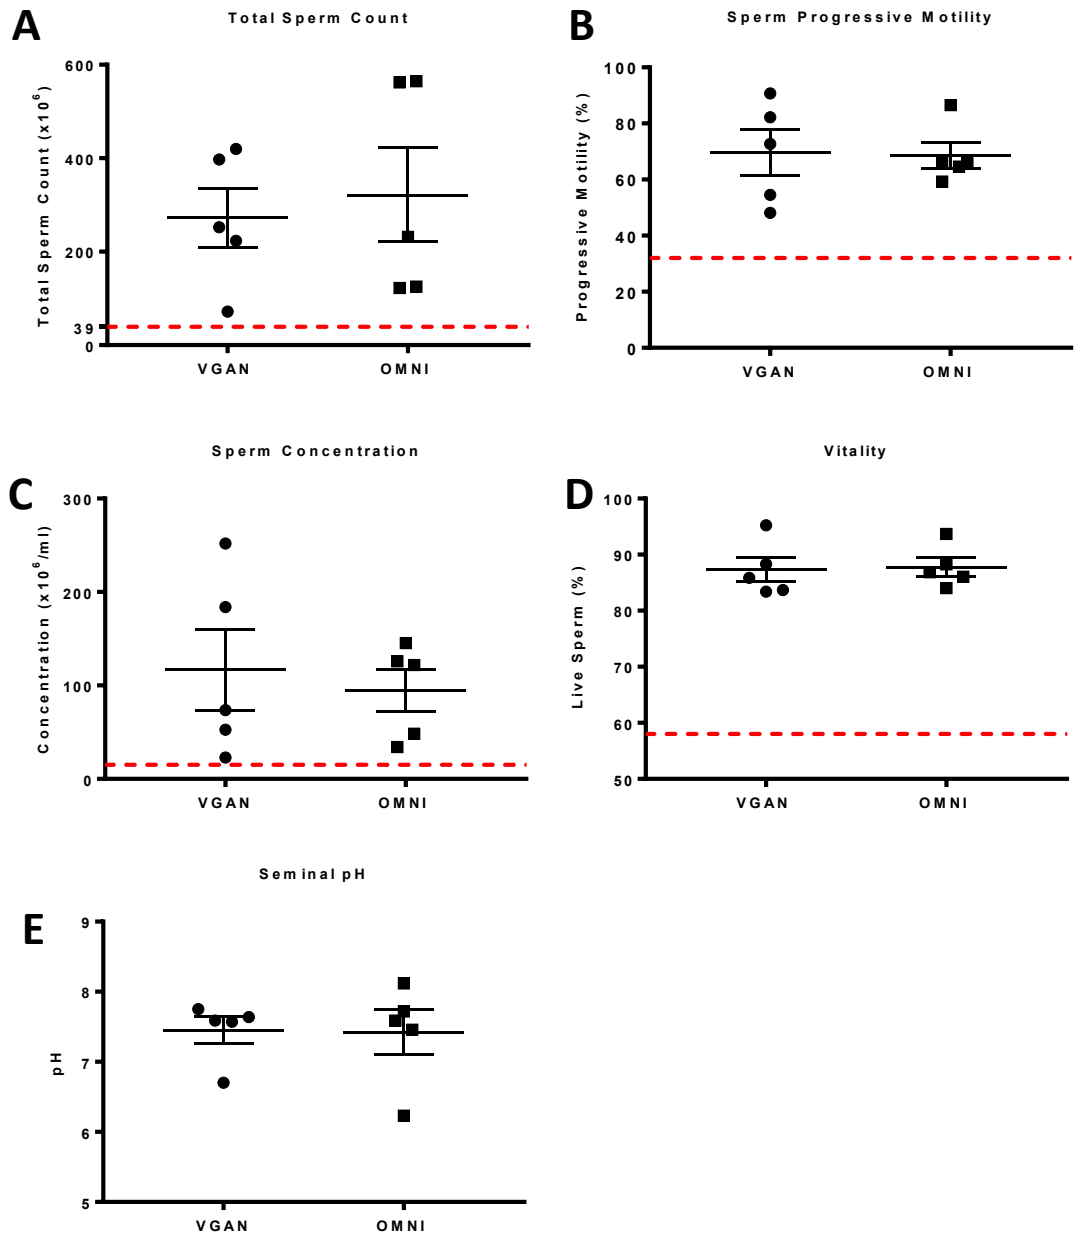 A
Total Sperm Count
Total Sperm Count (x10⁶)
600
400
200
39
0
VGAN
OMNI
B
Sperm Progressive Motility
Progressive Motility (%)
100
80
60
40
20
0
VGAN
OMNI
C
Sperm Concentration
Concentration (x10⁶/ml)
300
200
100
0
VGAN
OMNI
D
Vitality
Live Sperm (%)
100
90
80
70
60
50
VGAN
OMNI
E
Seminal pH
pH
9
8
7
6
5
VGAN
OMNI